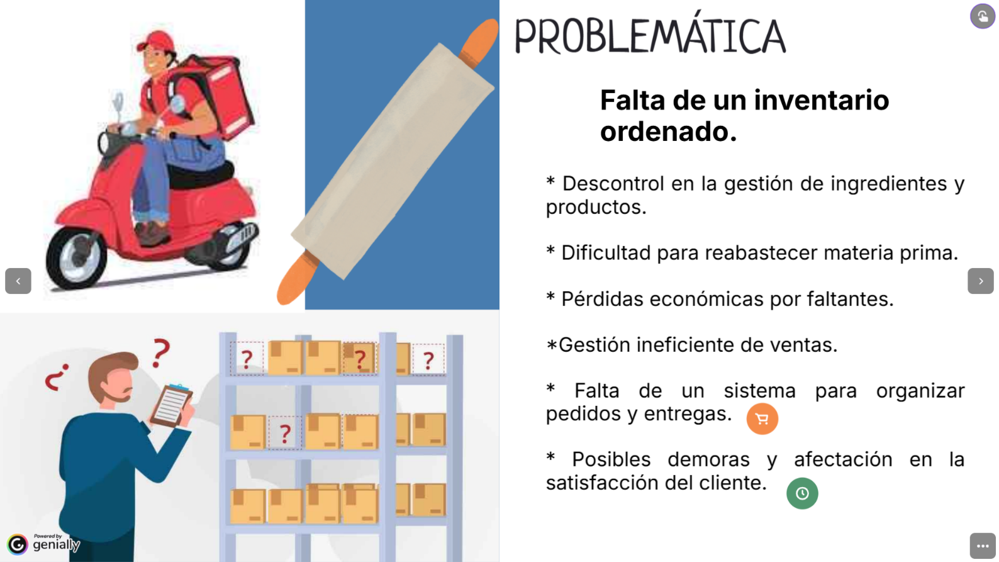 PROBLEMÁTICA
Falta de un inventario
ordenado.
* Descontrol en la gestión de ingredientes y
productos.
* Dificultad para reabastecer materia prima.
* Pérdidas económicas por faltantes.
*Gestión ineficiente de ventas.
* Falta de un sistema para organizar
pedidos y entregas.
* Posibles demoras y afectación en la
satisfacción del cliente.
¿ ?
? ? ?
?
Powered by
genially